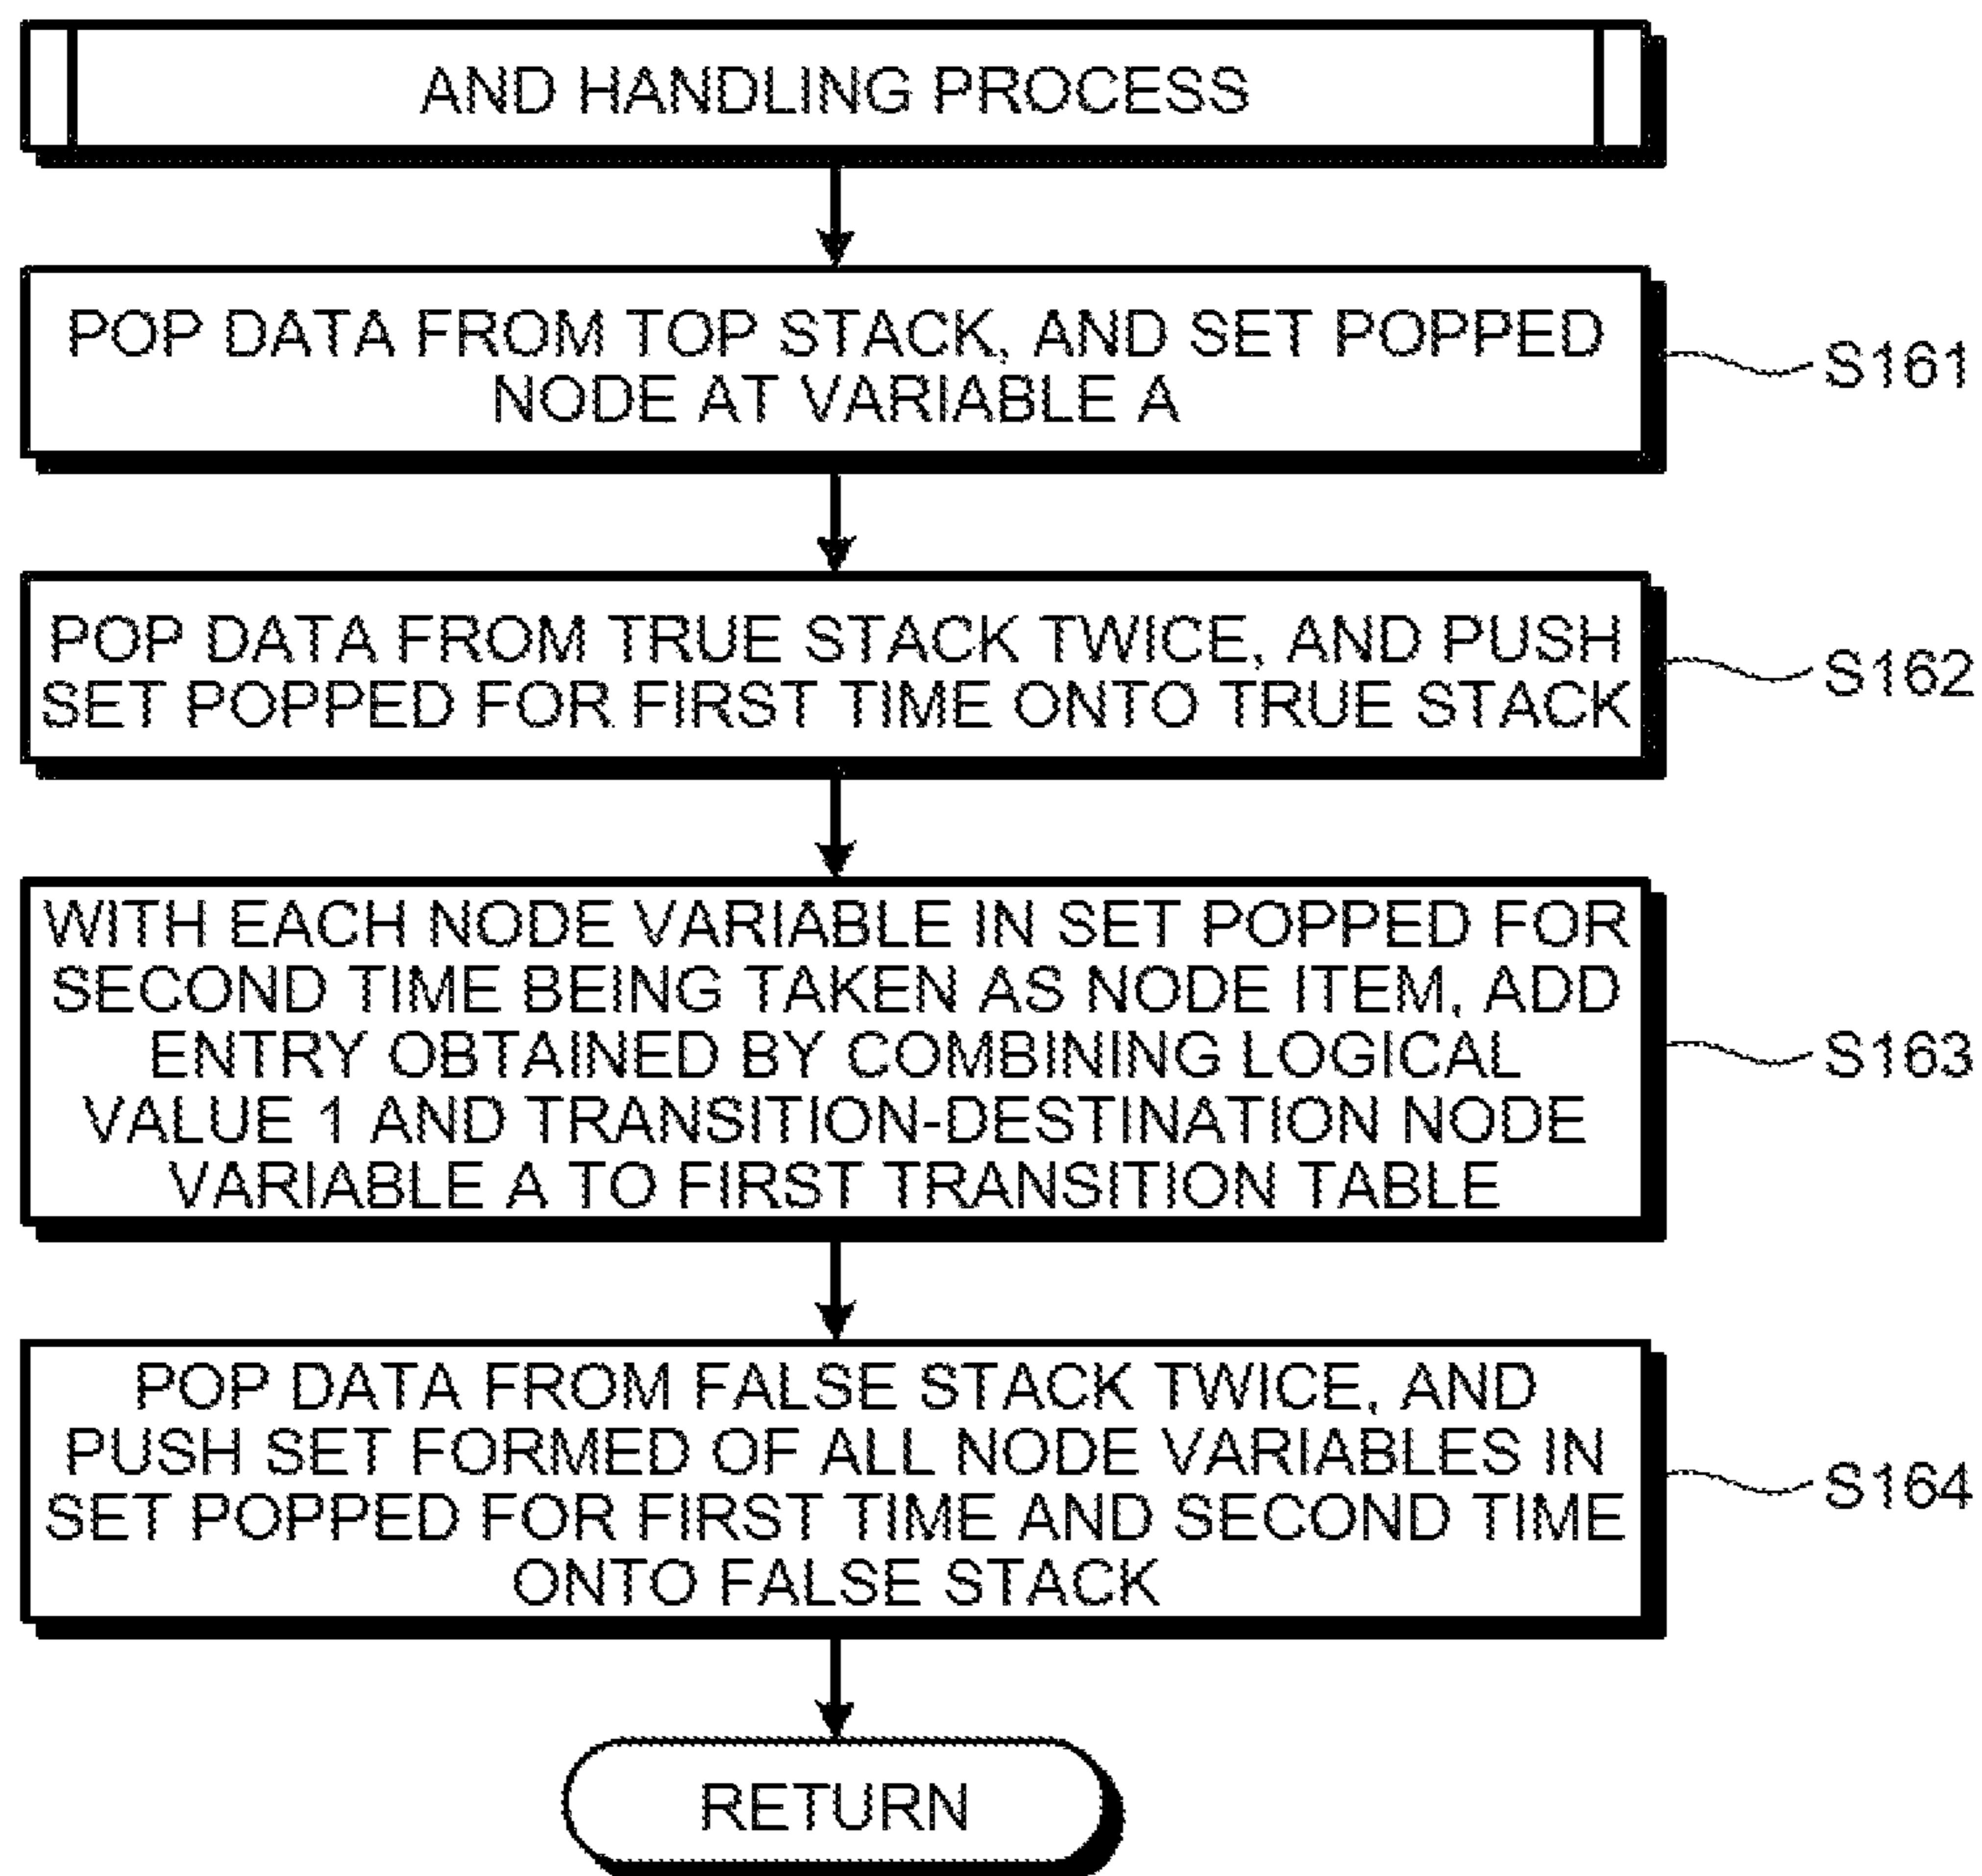 AND HANDLING PROCESS
POP DATA FROM TOP STACK, AND SET POPPED
NODE AT VARIABLE A
S161
POP DATA FROM TRUE STACK TWICE, AND PUSH
SET POPPED FOR FIRST TIME ONTO TRUE STACK
S162
WITH EACH NODE VARIABLE IN SET POPPED FOR
SECOND TIME BEING TAKEN AS NODE ITEM, ADD
ENTRY OBTAINED BY COMBINING LOGICAL
VALUE 1 AND TRANSITION-DESTINATION NODE
VARIABLE A TO FIRST TRANSITION TABLE
S163
POP DATA FROM FALSE STACK TWICE, AND
PUSH SET FORMED OF ALL NODE VARIABLES IN
SET POPPED FOR FIRST TIME AND SECOND TIME
ONTO FALSE STACK
S164
RETURN